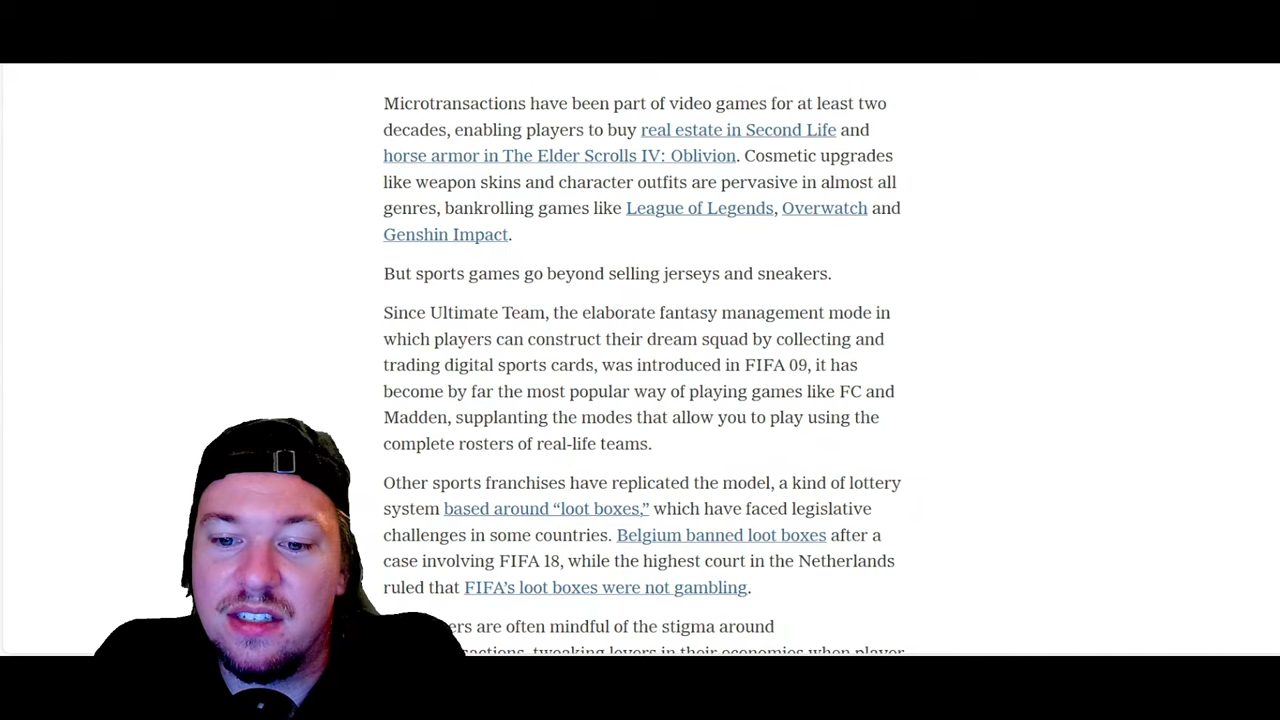 Microtransactions have been part of video games for at least two
decades, enabling players to buy real estate in Second Life and
horse armor in The Elder Scrolls IV: Oblivion. Cosmetic upgrades
like weapon skins and character outfits are pervasive in almost all
genres, bankrolling games like League of Legends, Overwatch and
Genshin Impact.
But sports games go beyond selling jerseys and sneakers.
Since Ultimate Team, the elaborate fantasy management mode in
which players can construct their dream squad by collecting and
trading digital sports cards, was introduced in FIFA 09, it has
become by far the most popular way of playing games like FC and
Madden, supplanting the modes that allow you to play using the
complete rosters of real-life teams.
Other sports franchises have replicated the model, a kind of lottery
system based around “loot boxes,” which have faced legislative
challenges in some countries. Belgium banned loot boxes after a
case involving FIFA 18, while the highest court in the Netherlands
ruled that FIFA’s loot boxes were not gambling.
are often mindful of the stigma around
tweaking levers in their economies when player